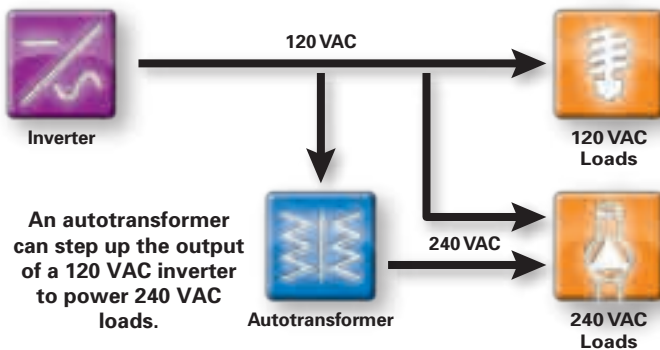 120 VAC
Inverter
120 VAC
Loads
An autotransformer
can step up the output
of a 120 VAC inverter
to power 240 VAC
loads.
240 VAC
Autotransformer
240 VAC
Loads